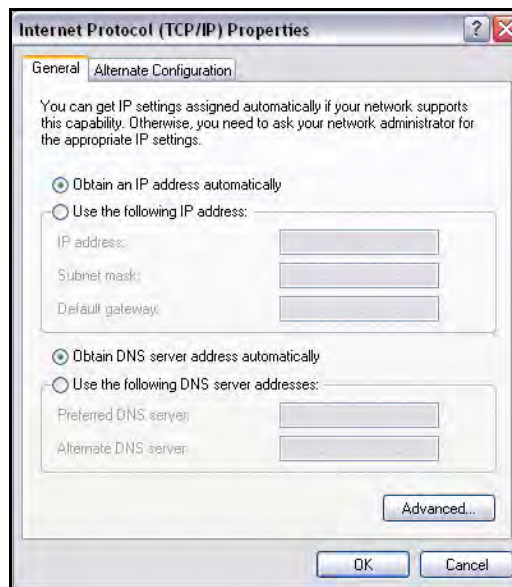 Internet Protocol (TCP/IP) Properties
General
Alternate Configuration
You can get IP settings assigned automatically if your network supports
this capability. Otherwise, you need to ask your network administrator for
the appropriate IP settings.
Obtain an IP address automatically
Use the following IP address:
IP address:
Subnet mask:
Default gateway:
Obtain DNS server address automatically
Use the following DNS server addresses:
Preferred DNS server:
Alternate DNS server:
Advanced...
OK
Cancel